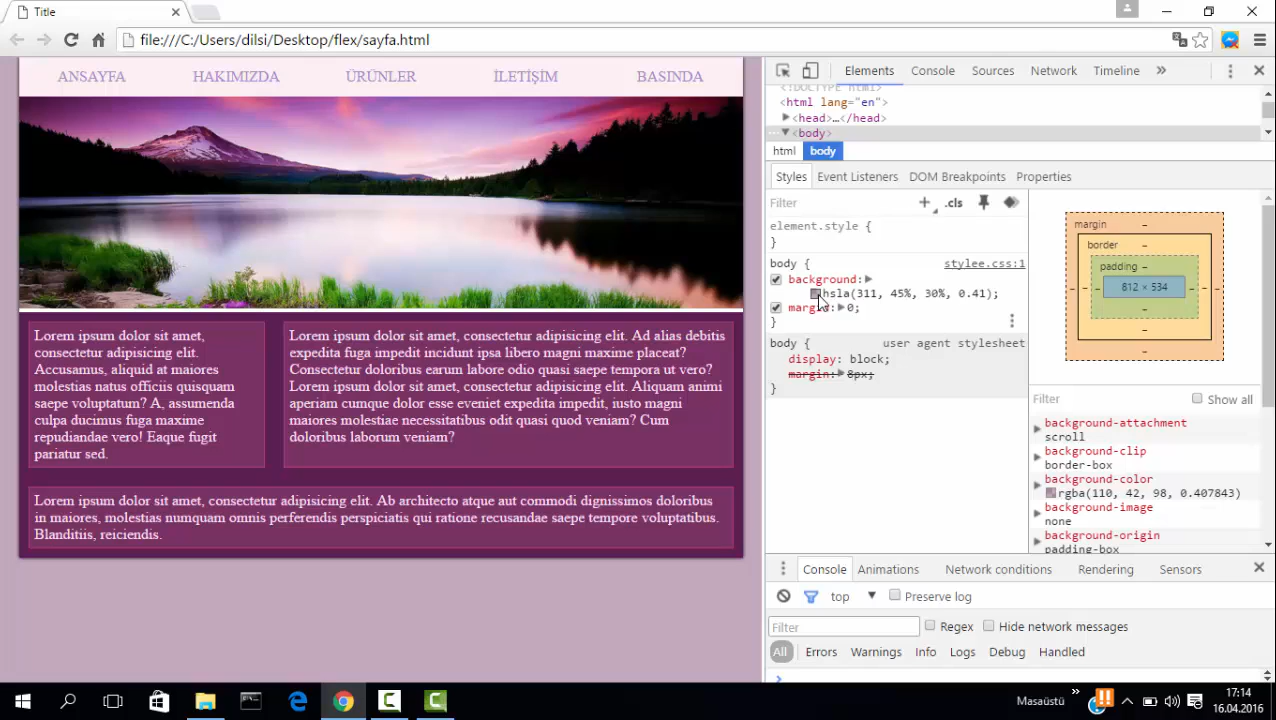 Title
file:///C:/Users/dilsi/Desktop/flex/sayfa.html
ANSAYFA HAKIMIZDA ÜRÜNLER İLETİŞİM BASINDA
Lorem ipsum dolor sit amet,
consectetur adipisicing elit.
Accusamus, aliquid at maiores
molestias natus officiis quisquam
saepe voluptatum? A, assumenda
culpa ducimus fuga maxime
repudiandae vero! Eaque fugit
pariatur sed.
Lorem ipsum dolor sit amet, consectetur adipisicing elit. Ad alias debitis
expedita fuga impedit incidunt ipsa libero magni maxime placeat?
Consectetur doloribus earum labore odio quasi saepe tempora ut vero?
Lorem ipsum dolor sit amet, consectetur adipisicing elit. Aliquam animi
aperiam cumque dolor esse eveniet expedita impedit, iusto magni
maiores molestiae necessitatibus odit quasi quod veniam? Cum
doloribus laborum veniam?
Lorem ipsum dolor sit amet, consectetur adipisicing elit. Ab architecto atque aut commodi dignissimos doloribus
in maiores, molestias numquam omnis perferendis perspiciatis qui ratione recusandae saepe tempore voluptatibus.
Blanditiis, reiciendis.
Elements Console Sources Network Timeline »
<!DOCTYPE html>
<html lang="en">
<head>…</head>
<body>
html body
Styles Event Listeners DOM Breakpoints Properties
Filter + .cls
element.style {
}
body { stylee.css:1
background:
hsla(311, 45%, 30%, 0.41);
margin: 0;
}
body { user agent stylesheet
display: block;
margin: 8px;
}
margin –
border –
padding –
– – – 812 × 534 – – –
–
–
–
Filter Show all
background-attachment
scroll
background-clip
border-box
background-color
rgba(110, 42, 98, 0.407843)
background-image
none
background-origin
padding-box
Console Animations Network conditions Rendering Sensors
top Preserve log
Filter Regex Hide network messages
All Errors Warnings Info Logs Debug Handled
Masaüstü
17:14
16.04.2016